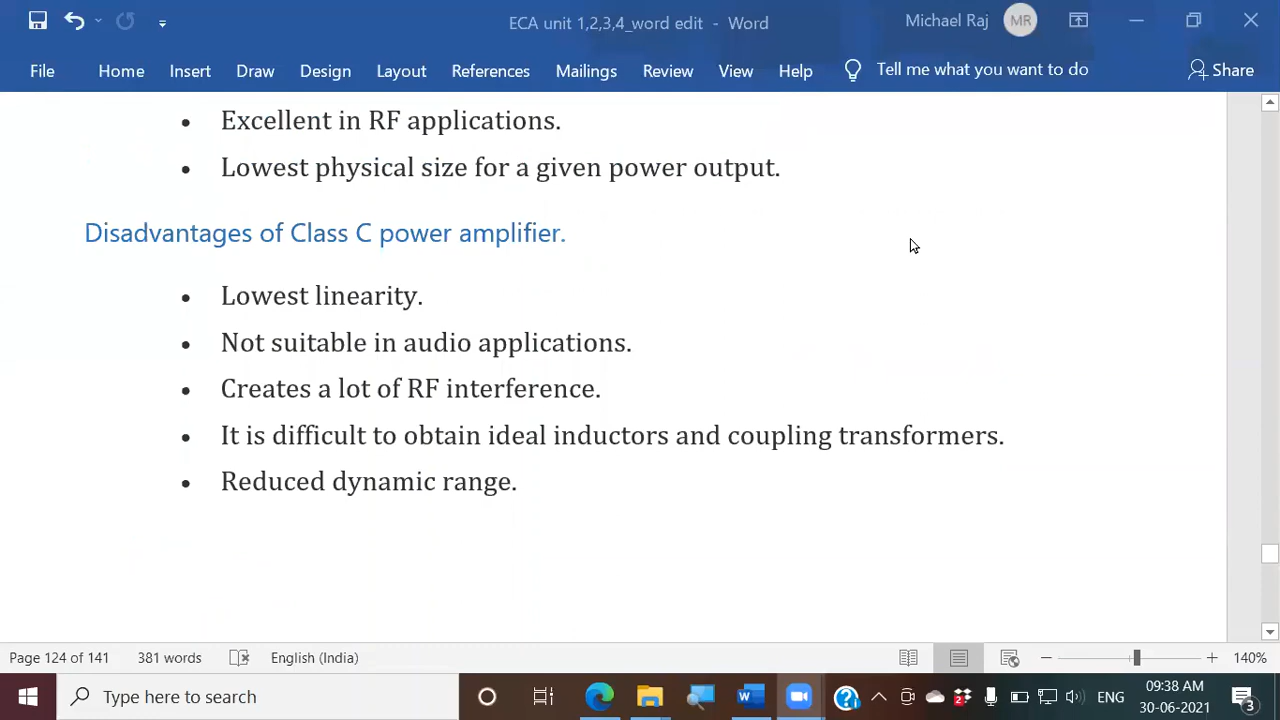 ECA unit 1,2,3,4_word edit - Word
Michael Raj MR
File Home Insert Draw Design Layout References Mailings Review View Help Tell me what you want to do Share
• Excellent in RF applications.
• Lowest physical size for a given power output.
Disadvantages of Class C power amplifier.
• Lowest linearity.
• Not suitable in audio applications.
• Creates a lot of RF interference.
• It is difficult to obtain ideal inductors and coupling transformers.
• Reduced dynamic range.
Page 124 of 141 381 words English (India) 140%
Type here to search
ENG
09:38 AM
30-06-2021
3